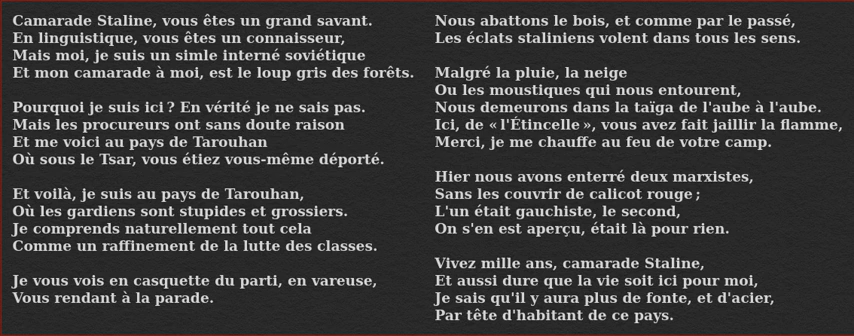 Camarade Staline, vous êtes un grand savant.
En linguistique, vous êtes un connaisseur,
Mais moi, je suis un simle interné soviétique
Et mon camarade à moi, est le loup gris des forêts.

Pourquoi je suis ici ? En vérité je ne sais pas.
Mais les procureurs ont sans doute raison
Et me voici au pays de Tarouhan
Où sous le Tsar, vous étiez vous-même déporté.

Et voilà, je suis au pays de Tarouhan,
Où les gardiens sont stupides et grossiers.
Je comprends naturellement tout cela
Comme un raffinement de la lutte des classes.

Je vous vois en casquette du parti, en vareuse,
Vous rendant à la parade.
Nous abattons le bois, et comme par le passé,
Les éclats staliniens volent dans tous les sens.

Malgré la pluie, la neige
Ou les moustiques qui nous entourent,
Nous demeurons dans la taïga de l'aube à l'aube.
Ici, de « l'Étincelle », vous avez fait jaillir la flamme,
Merci, je me chauffe au feu de votre camp.

Hier nous avons enterré deux marxistes,
Sans les couvrir de calicot rouge ;
L'un était gauchiste, le second,
On s'en est aperçu, était là pour rien.

Vivez mille ans, camarade Staline,
Et aussi dure que la vie soit ici pour moi,
Je sais qu'il y aura plus de fonte, et d'acier,
Par tête d'habitant de ce pays.